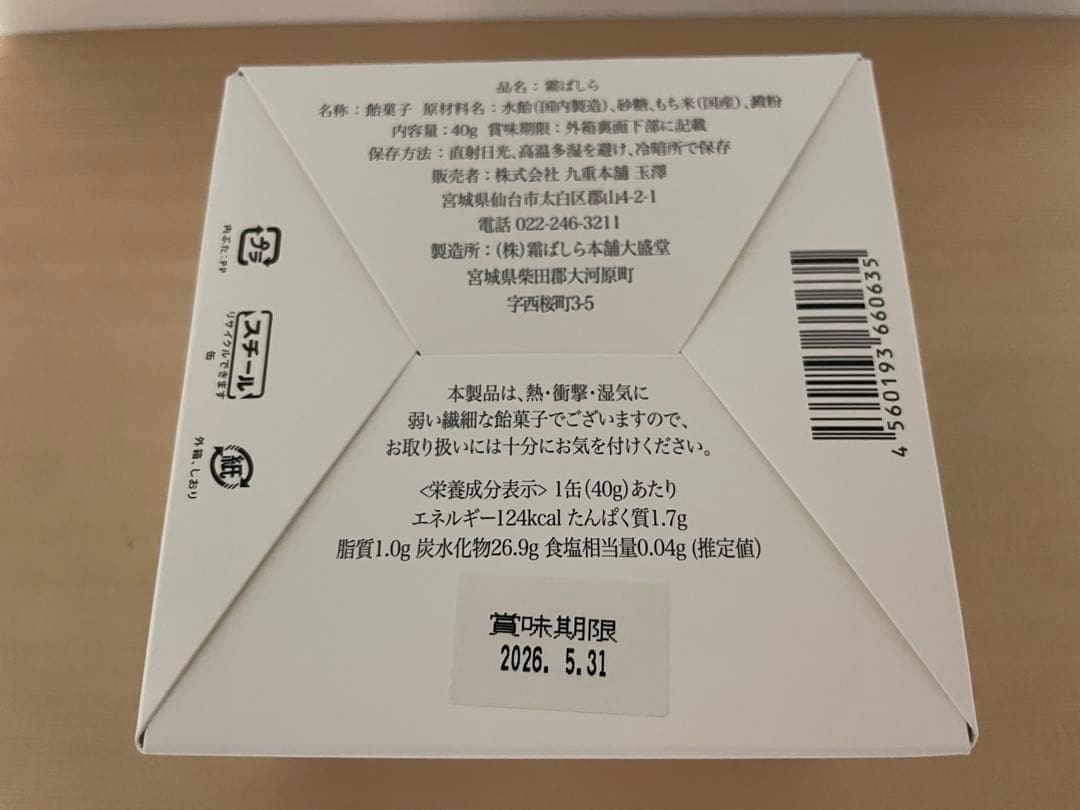 品名：霜ばしら
名称：飴菓子 原材料名：水飴(国内製造)、砂糖、もち米(国産)、澱粉
内容量：40g 賞味期限：外箱裏面下部に記載
保存方法：直射日光、高温多湿を避け、冷暗所で保存
販売者：株式会社 九重本舗 玉澤
宮城県仙台市太白区郡山4-2-1
電話 022-246-3211
製造所：(株)霜ばしら本舗大盛堂
宮城県柴田郡大河原町
字西桜町3-5
プラ
内ぶた：PP
スチール
リサイクルできます
缶
紙
外箱、しおり
4 560193 660635
本製品は、熱・衝撃・湿気に
弱い繊細な飴菓子でございますので、
お取り扱いには十分にお気を付けください。
<栄養成分表示> 1缶(40g)あたり
エネルギー124kcal たんぱく質1.7g
脂質1.0g 炭水化物26.9g 食塩相当量0.04g (推定値)
賞味期限
2026. 5.31